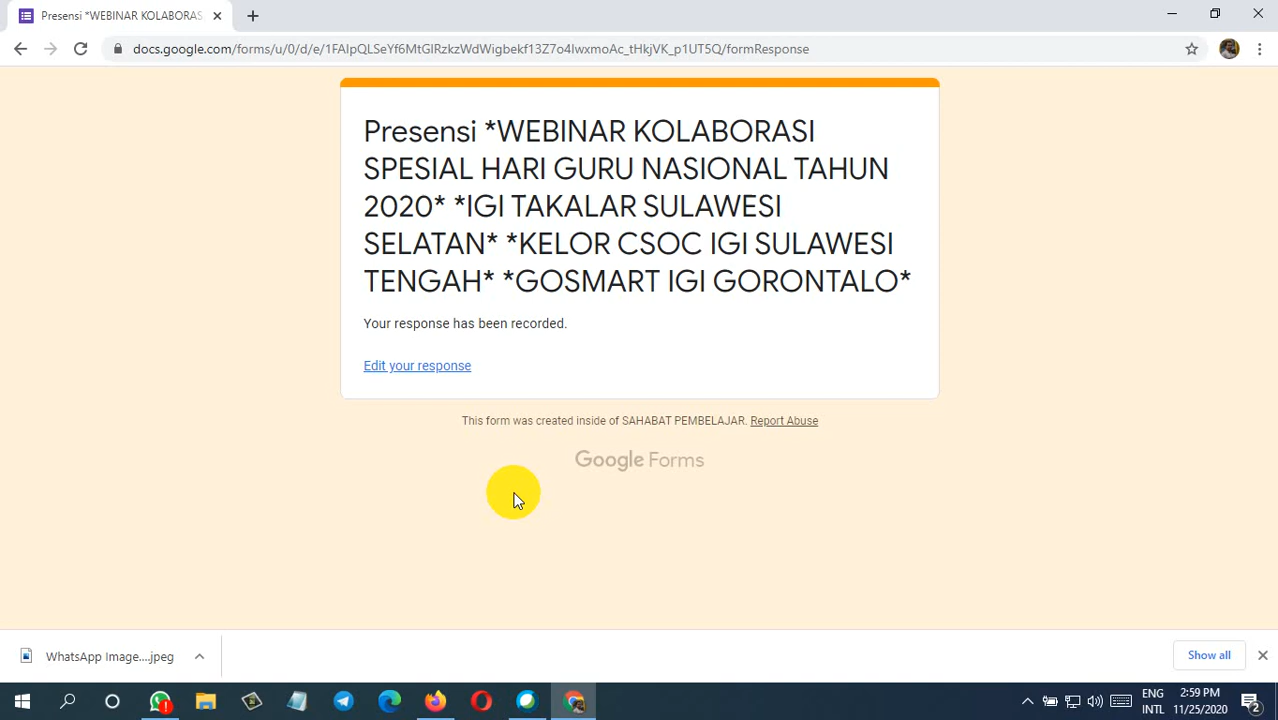 Presensi *WEBINAR KOLABORAS
docs.google.com/forms/u/0/d/e/1FAIpQLSeYf6MtGIRzkzWdWigbekf13Z7o4IwxmoAc_tHkjVK_p1UT5Q/formResponse
Presensi *WEBINAR KOLABORASI
SPESIAL HARI GURU NASIONAL TAHUN
2020* *IGI TAKALAR SULAWESI
SELATAN* *KELOR CSOC IGI SULAWESI
TENGAH* *GOSMART IGI GORONTALO*
Your response has been recorded.
Edit your response
This form was created inside of SAHABAT PEMBELAJAR. Report Abuse
Google Forms
WhatsApp Image....jpeg
Show all
ENG
INTL
2:59 PM
11/25/2020
2